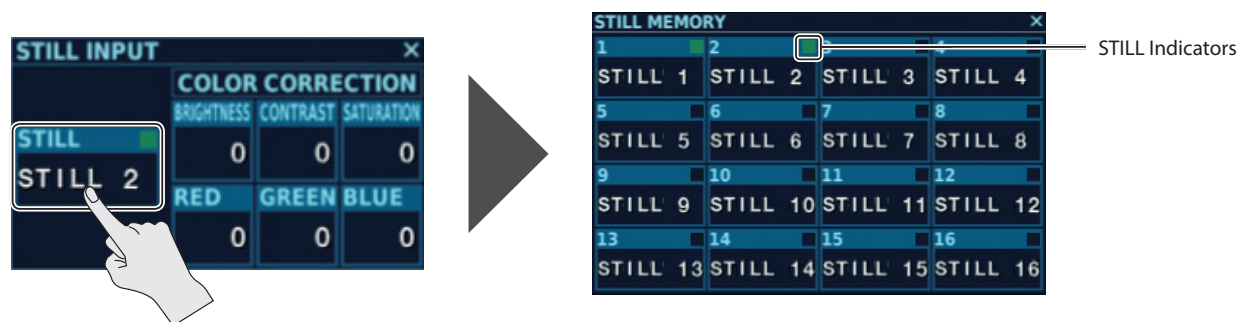 STILL INPUT ×
COLOR CORRECTION
BRIGHTNESS CONTRAST SATURATION
STILL
0 0 0
STILL 2
RED GREEN BLUE
0 0 0
STILL MEMORY ×
1 2 3 4
STILL 1 STILL 2 STILL 3 STILL 4
5 6 7 8
STILL 5 STILL 6 STILL 7 STILL 8
9 10 11 12
STILL 9 STILL 10 STILL 11 STILL 12
13 14 15 16
STILL 13 STILL 14 STILL 15 STILL 16
STILL Indicators